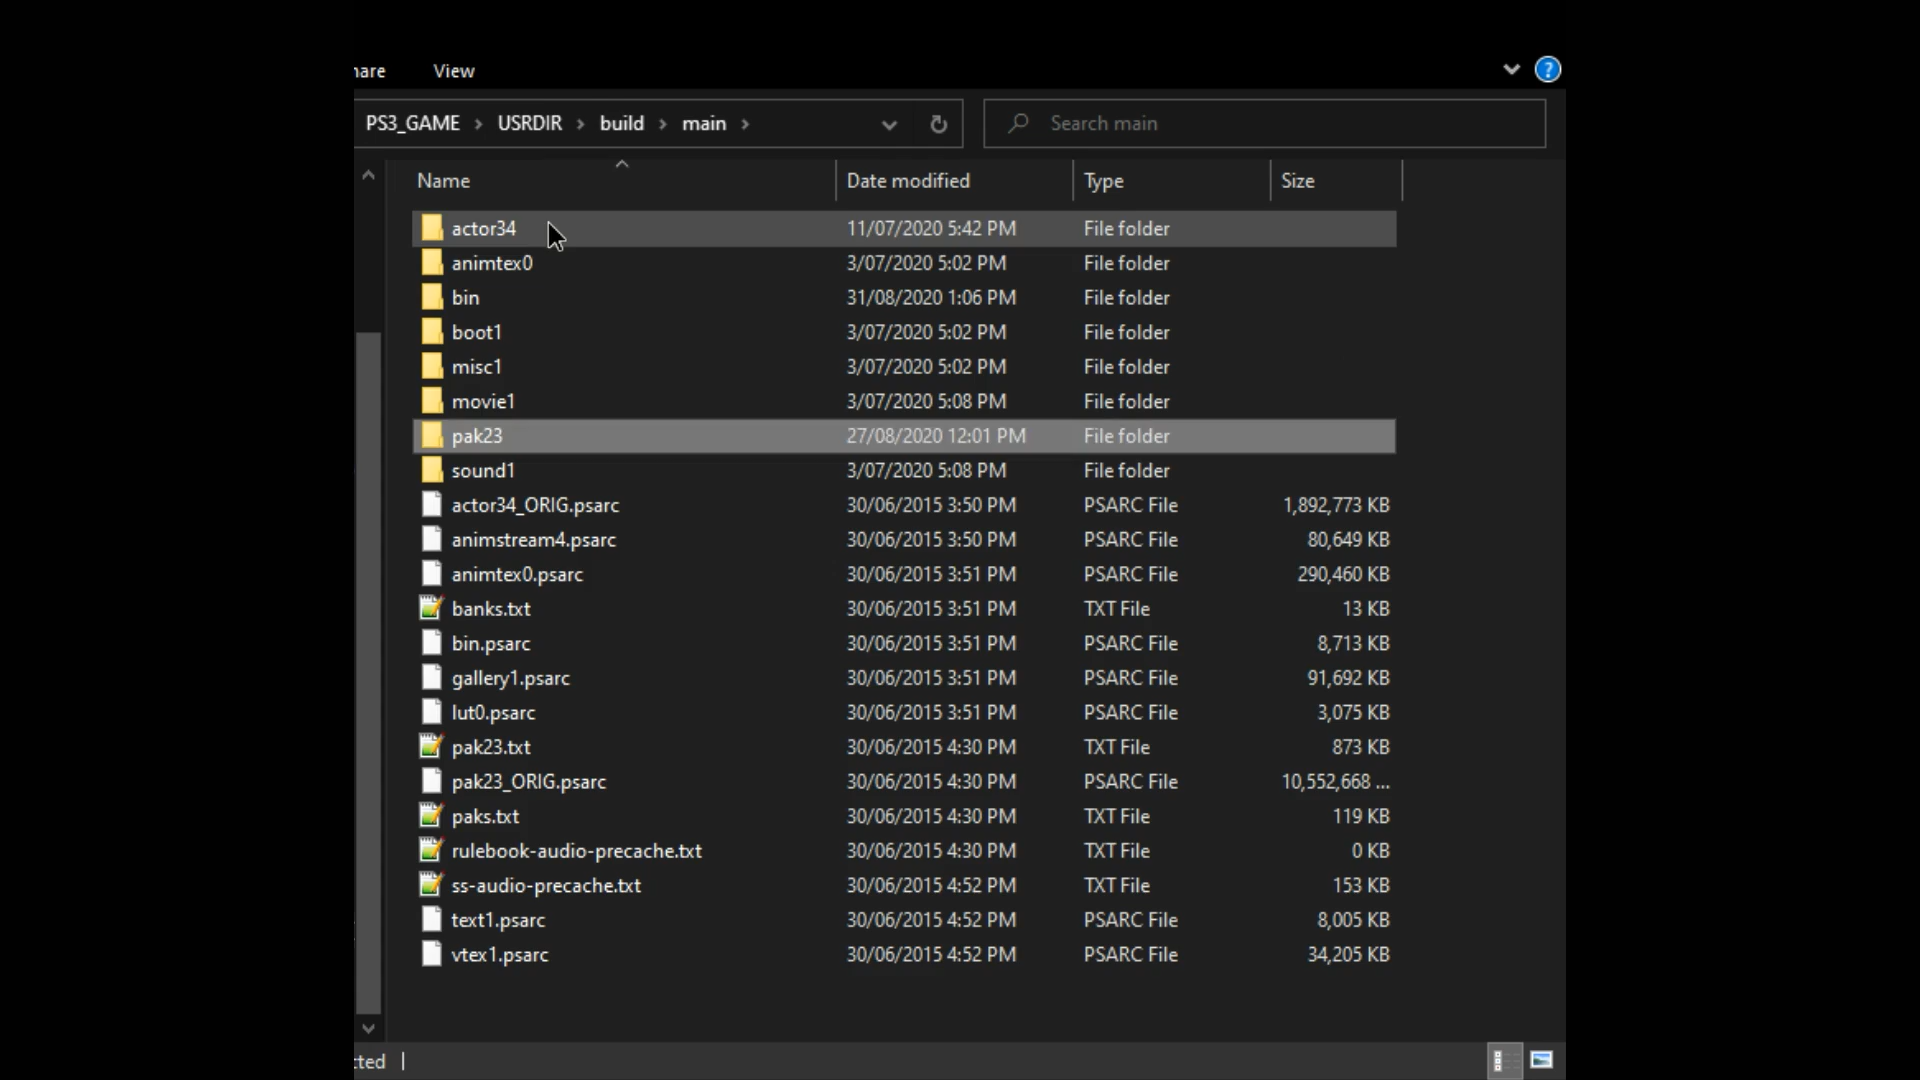 hare View
PS3_GAME > USRDIR > build > main > Search main
Name Date modified Type Size
actor34 11/07/2020 5:42 PM File folder
animtex0 3/07/2020 5:02 PM File folder
bin 31/08/2020 1:06 PM File folder
boot1 3/07/2020 5:02 PM File folder
misc1 3/07/2020 5:02 PM File folder
movie1 3/07/2020 5:08 PM File folder
pak23 27/08/2020 12:01 PM File folder
sound1 3/07/2020 5:08 PM File folder
actor34_ORIG.psarc 30/06/2015 3:50 PM PSARC File 1,892,773 KB
animstream4.psarc 30/06/2015 3:50 PM PSARC File 80,649 KB
animtex0.psarc 30/06/2015 3:51 PM PSARC File 290,460 KB
banks.txt 30/06/2015 3:51 PM TXT File 13 KB
bin.psarc 30/06/2015 3:51 PM PSARC File 8,713 KB
gallery1.psarc 30/06/2015 3:51 PM PSARC File 91,692 KB
lut0.psarc 30/06/2015 3:51 PM PSARC File 3,075 KB
pak23.txt 30/06/2015 4:30 PM TXT File 873 KB
pak23_ORIG.psarc 30/06/2015 4:30 PM PSARC File 10,552,668 ...
paks.txt 30/06/2015 4:30 PM TXT File 119 KB
rulebook-audio-precache.txt 30/06/2015 4:30 PM TXT File 0 KB
ss-audio-precache.txt 30/06/2015 4:52 PM TXT File 153 KB
text1.psarc 30/06/2015 4:52 PM PSARC File 8,005 KB
vtex1.psarc 30/06/2015 4:52 PM PSARC File 34,205 KB
cted |